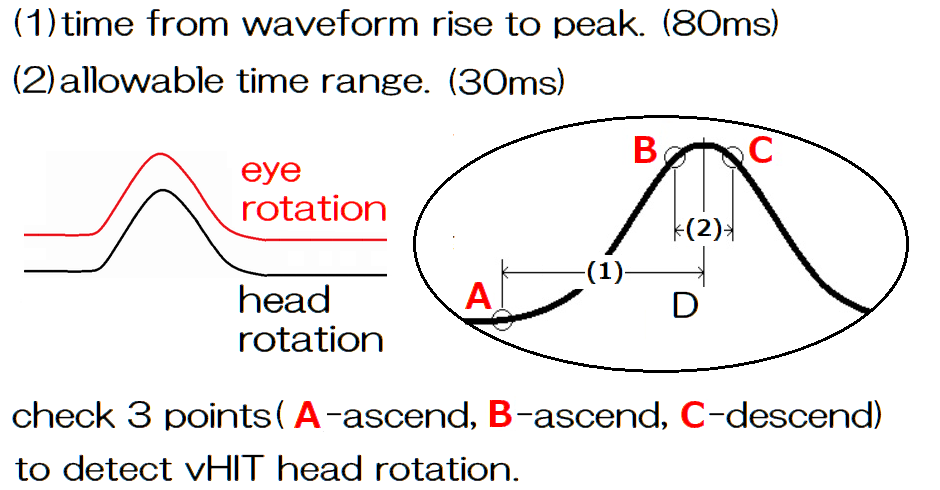 (1)time from waveform rise to peak. (80ms)
(2)allowable time range. (30ms)
eye
rotation
head
rotation
B
C
(2)
(1)
A
D
check 3 points( A-ascend, B-ascend, C-descend)
to detect vHIT head rotation.